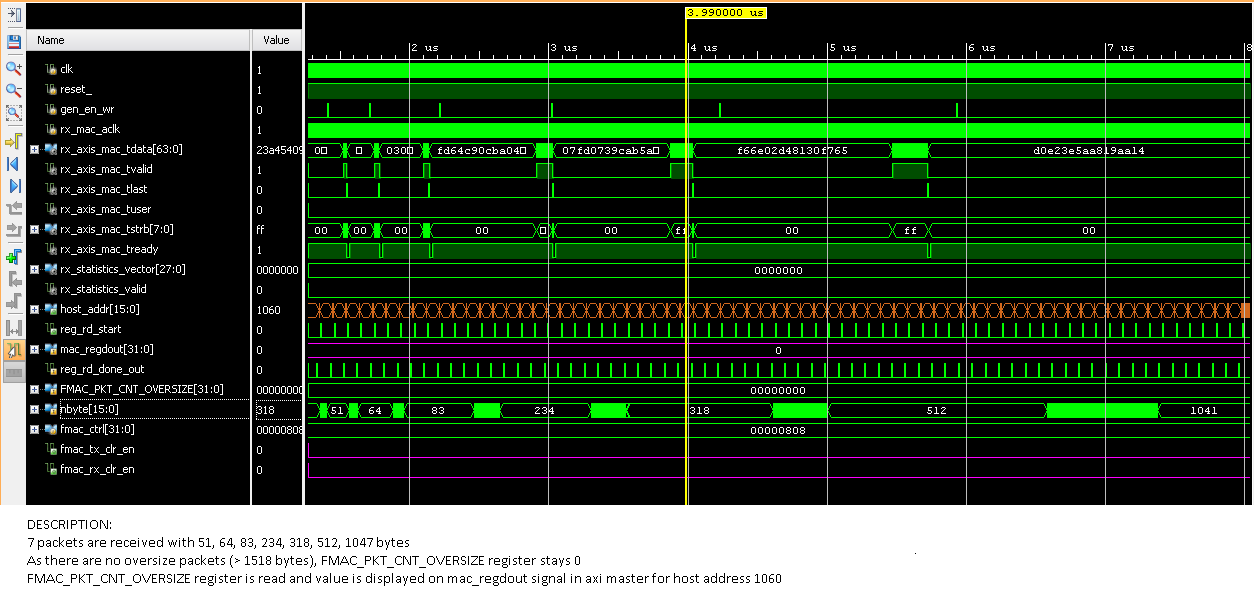 3.990000 us
Name Value
2 us 3 us 4 us 5 us 6 us 7 us 8
clk 1
reset_ 1
gen_en_wr 0
rx_mac_aclk 1
rx_axis_mac_tdata[63:0] 23a45409 0 0300 fd64c90cba04 07fd0739cab5a f66e02d48130f765 d0e23e5aa819aa14
rx_axis_mac_tvalid 1
rx_axis_mac_tlast 0
rx_axis_mac_tuser 0
rx_axis_mac_tstrb[7:0] ff 00 00 00 00 00 ff 00 ff 00
rx_axis_mac_tready 1
rx_statistics_vector[27:0] 0000000 0000000
rx_statistics_valid 0
host_addr[15:0] 1060
reg_rd_start 0
mac_regdout[31:0] 0 0
reg_rd_done_out 0
FMAC_PKT_CNT_OVERSIZE[31:0] 00000000 00000000
nbyte[15:0] 318 51 64 83 234 318 512 1041
fmac_ctrl[31:0] 00000808 00000808
fmac_tx_clr_en 0
fmac_rx_clr_en 0
DESCRIPTION:
7 packets are received with 51, 64, 83, 234, 318, 512, 1047 bytes
As there are no oversize packets (> 1518 bytes), FMAC_PKT_CNT_OVERSIZE register stays 0
FMAC_PKT_CNT_OVERSIZE register is read and value is displayed on mac_regdout signal in axi master for host address 1060